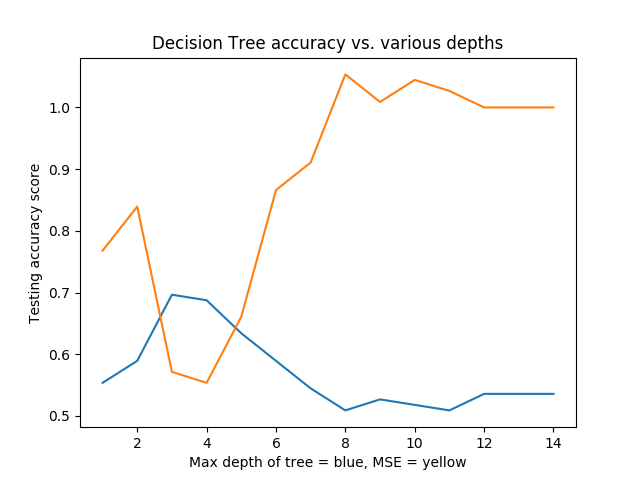 Decision Tree accuracy vs. various depths
Testing accuracy score
1.0
0.9
0.8
0.7
0.6
0.5
2 4 6 8 10 12 14
Max depth of tree = blue, MSE = yellow